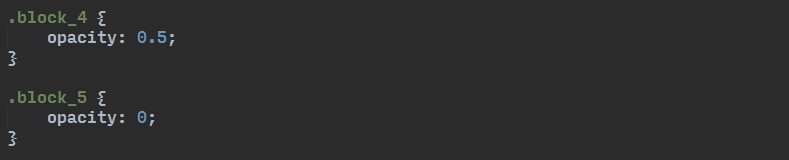 .block_4 {
    opacity: 0.5;
}

.block_5 {
    opacity: 0;
}